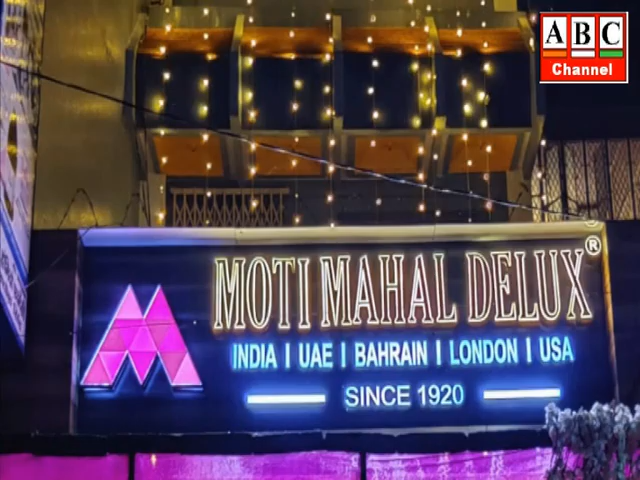 ABC
Channel
MOTI MAHAL DELUX®
INDIA | UAE | BAHRAIN | LONDON | USA
SINCE 1920